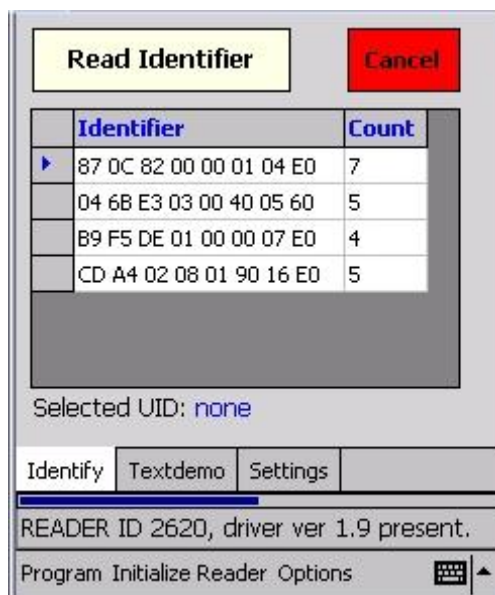 Read Identifier Cancel
Identifier Count
87 0C 82 00 00 01 04 E0 7
04 6B E3 03 00 40 05 60 5
B9 F5 DE 01 00 00 07 E0 4
CD A4 02 08 01 90 16 E0 5
Selected UID: none
Identify Textdemo Settings
READER ID 2620, driver ver 1.9 present.
Program Initialize Reader Options